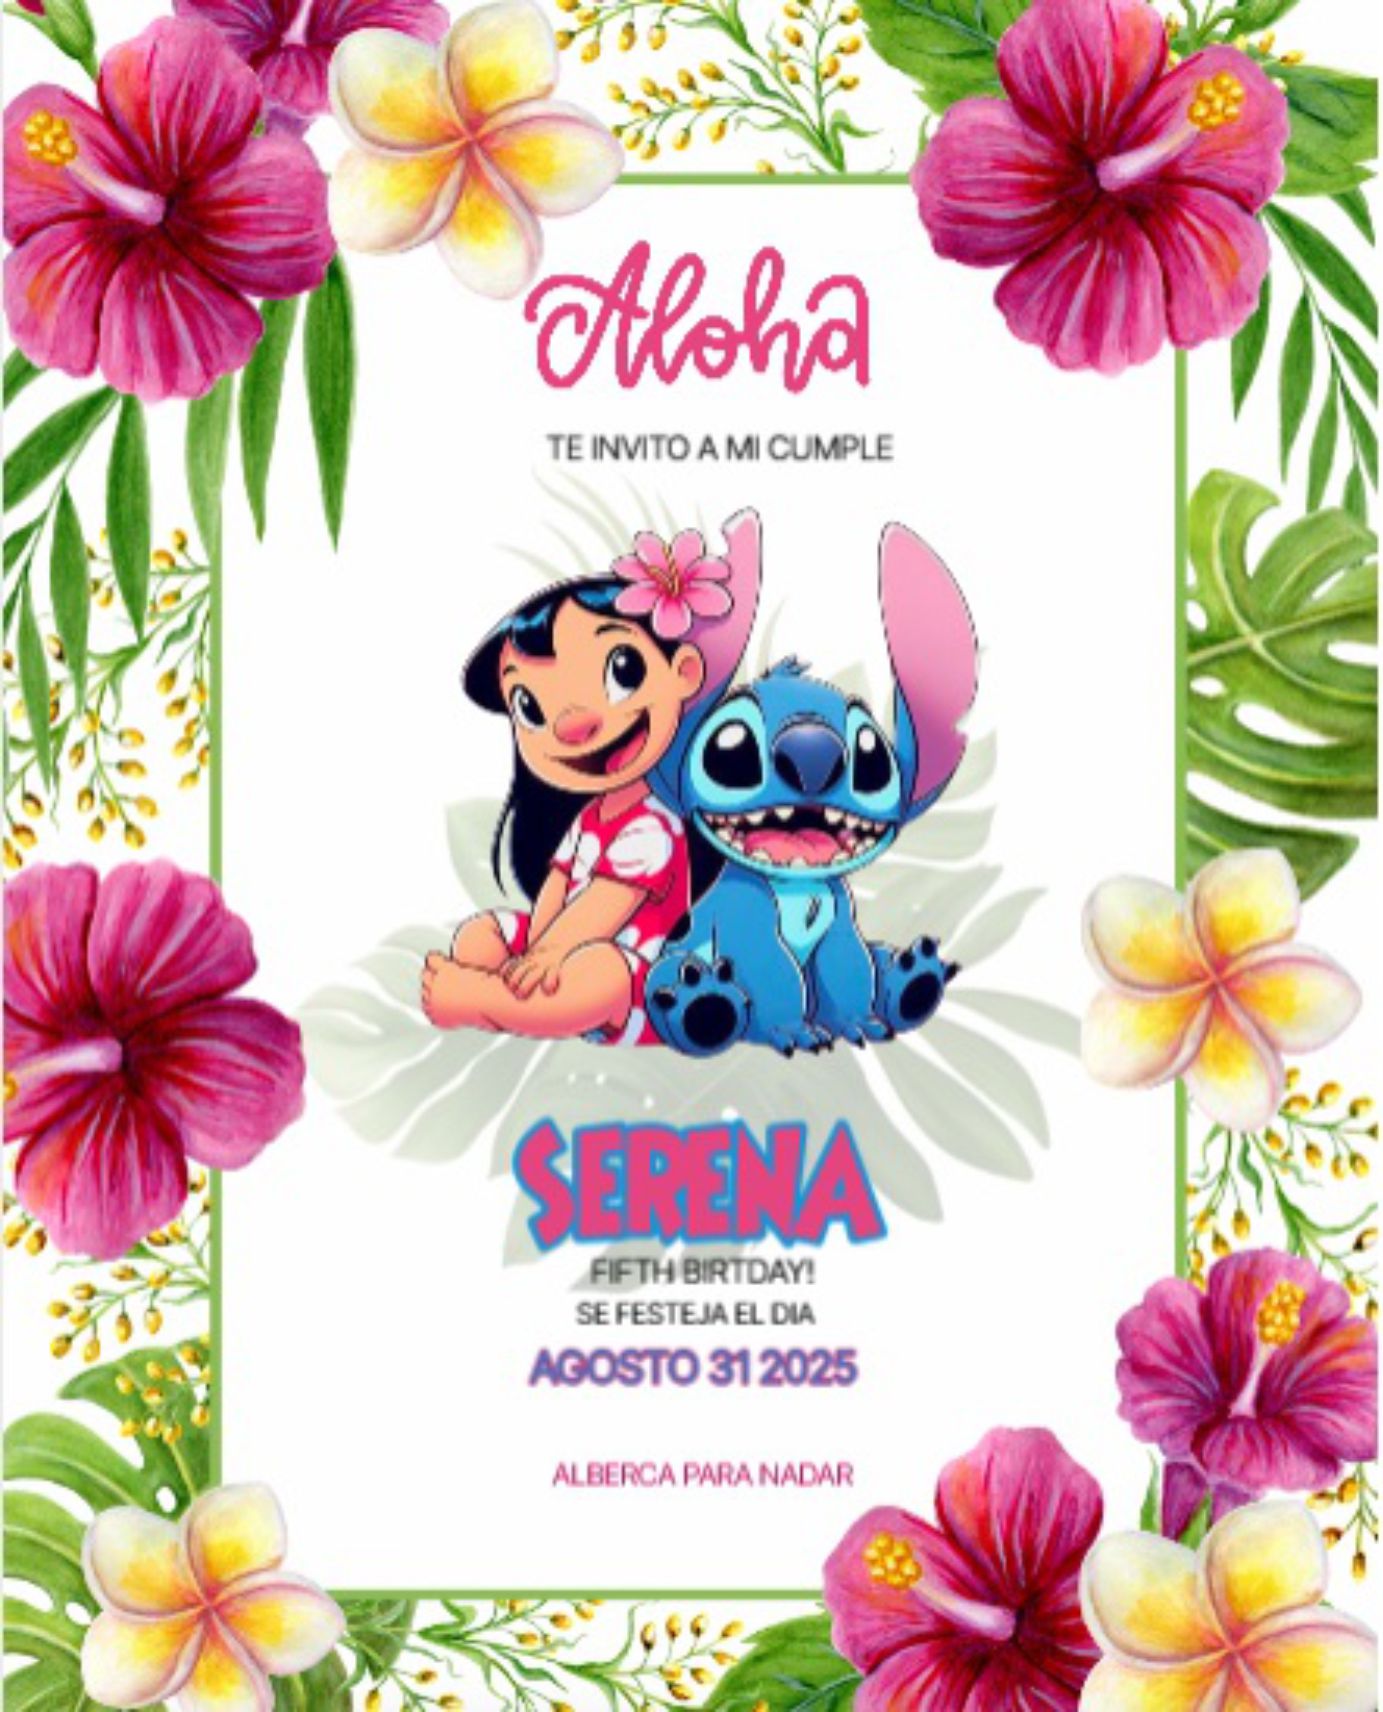 Aloha
TE INVITO A MI CUMPLE
SERENA
FIFTH BIRTDAY!
SE FESTEJA EL DIA
AGOSTO 31 2025
ALBERCA PARA NADAR